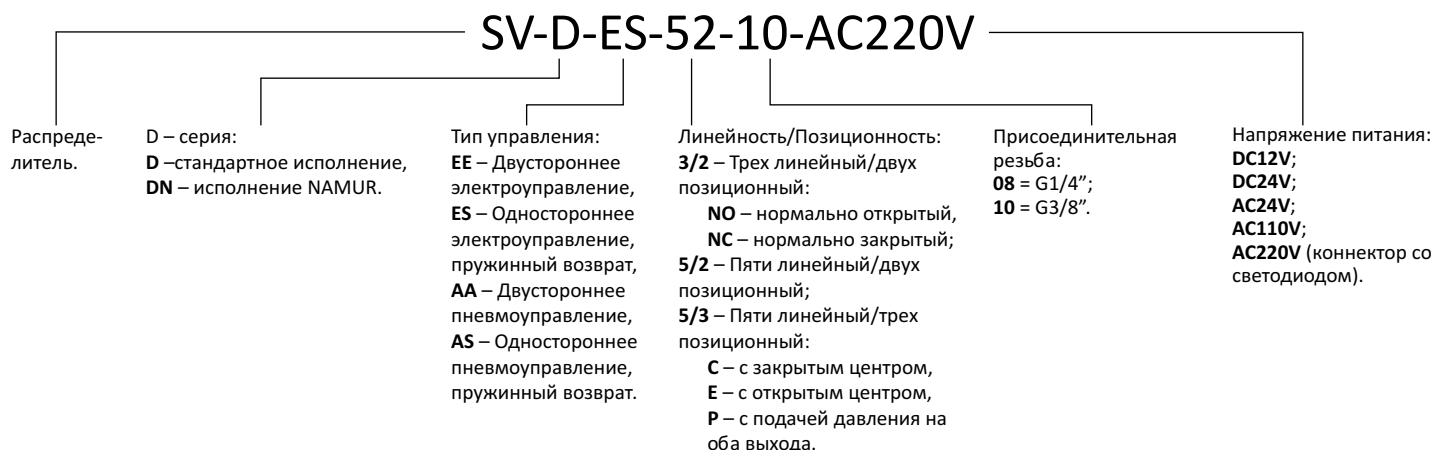 SV-D-ES-52-10-AC220V
Распреде-
литель.
D – серия:
D –стандартное исполнение,
DN – исполнение NAMUR.
Тип управления:
EE – Двустороннее
электроуправление,
ES – Одностороннее
электроуправление,
пружинный возврат,
AA – Двустороннее
пневмоуправление,
AS – Одностороннее
пневмоуправление,
пружинный возврат.
Линейность/Позиционность:
3/2 – Трех линейный/двух
позиционный:
NO – нормально открытый,
NC – нормально закрытый;
5/2 – Пяти линейный/двух
позиционный;
5/3 – Пяти линейный/трех
позиционный:
C – с закрытым центром,
E – с открытым центром,
P – с подачей давления на
оба выхода.
Присоединительная
резьба:
08 = G1/4”;
10 = G3/8”.
Напряжение питания:
DC12V;
DC24V;
AC24V;
AC110V;
AC220V (коннектор со
светодиодом).